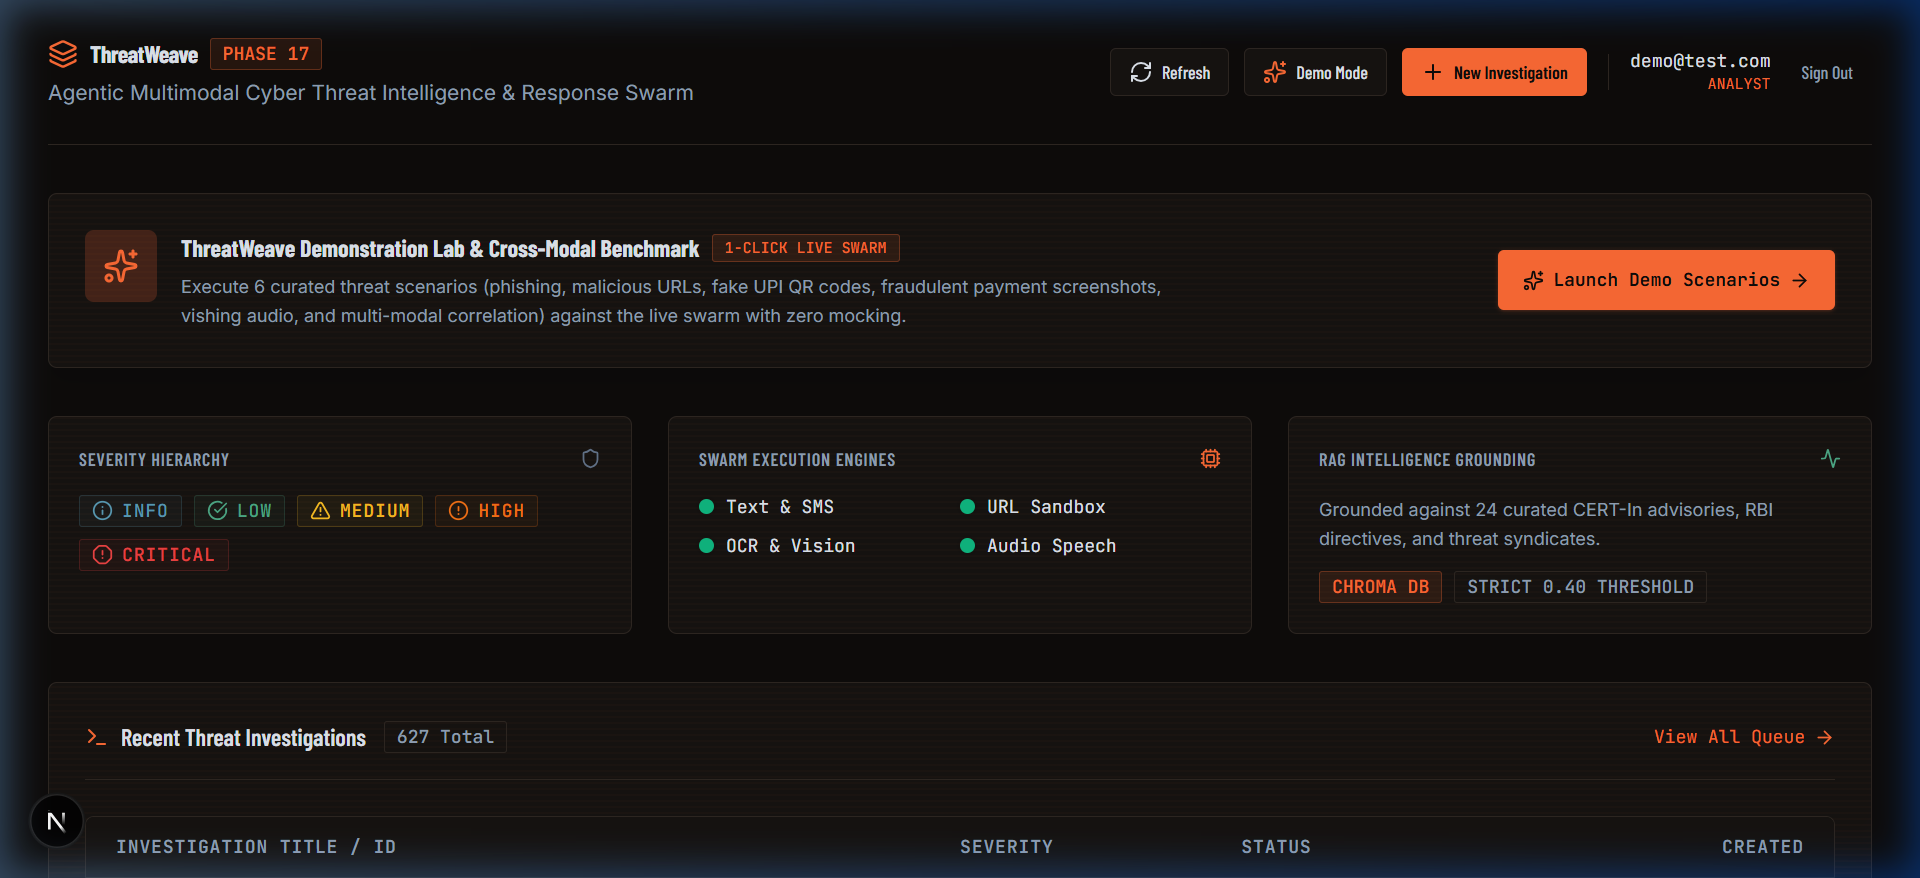 ThreatWeave PHASE 17
Agentic Multimodal Cyber Threat Intelligence & Response Swarm
Refresh
Demo Mode
New Investigation
demo@test.com
ANALYST
Sign Out
ThreatWeave Demonstration Lab & Cross-Modal Benchmark 1-CLICK LIVE SWARM
Execute 6 curated threat scenarios (phishing, malicious URLs, fake UPI QR codes, fraudulent payment screenshots,
vishing audio, and multi-modal correlation) against the live swarm with zero mocking.
Launch Demo Scenarios →
SEVERITY HIERARCHY
INFO LOW MEDIUM HIGH
CRITICAL
SWARM EXECUTION ENGINES
Text & SMS URL Sandbox
OCR & Vision Audio Speech
RAG INTELLIGENCE GROUNDING
Grounded against 24 curated CERT-In advisories, RBI
directives, and threat syndicates.
CHROMA DB STRICT 0.40 THRESHOLD
Recent Threat Investigations 627 Total
View All Queue →
N
INVESTIGATION TITLE / ID SEVERITY STATUS CREATED